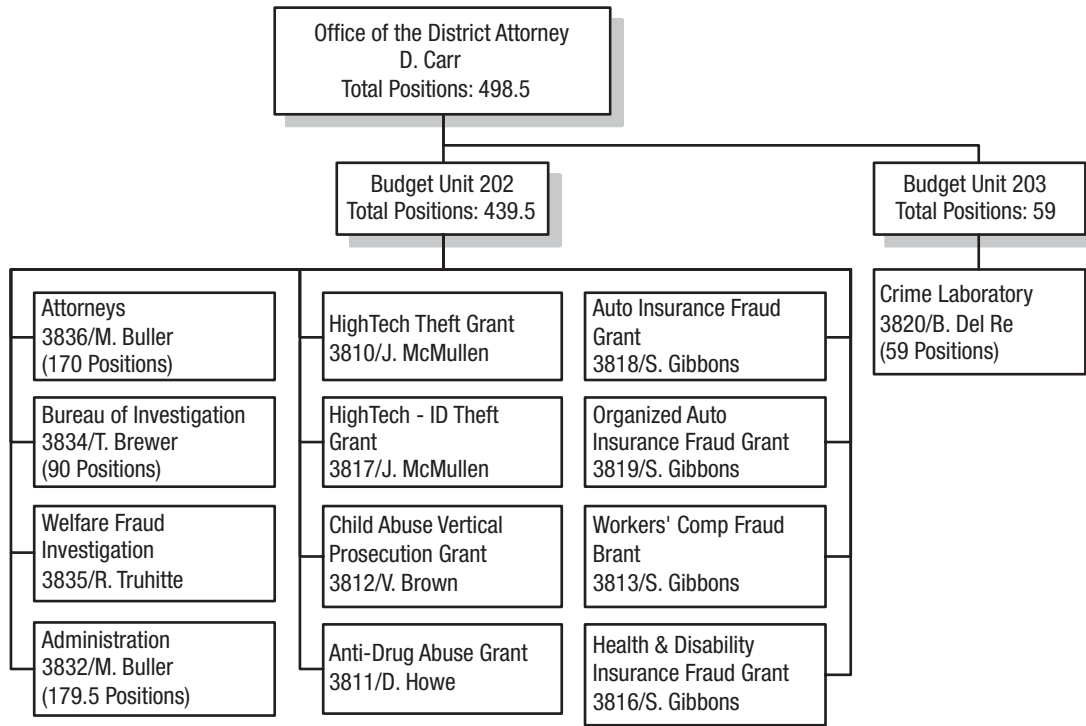 Office of the District Attorney
D. Carr
Total Positions: 498.5
Budget Unit 202
Total Positions: 439.5
Budget Unit 203
Total Positions: 59
Attorneys
3836/M. Buller
(170 Positions)
Bureau of Investigation
3834/T. Brewer
(90 Positions)
Welfare Fraud
Investigation
3835/R. Truhitte
Administration
3832/M. Buller
(179.5 Positions)
HighTech Theft Grant
3810/J. McMullen
HighTech - ID Theft
Grant
3817/J. McMullen
Child Abuse Vertical
Prosecution Grant
3812/V. Brown
Anti-Drug Abuse Grant
3811/D. Howe
Auto Insurance Fraud
Grant
3818/S. Gibbons
Organized Auto
Insurance Fraud Grant
3819/S. Gibbons
Workers' Comp Fraud
Brant
3813/S. Gibbons
Health & Disability
Insurance Fraud Grant
3816/S. Gibbons
Crime Laboratory
3820/B. Del Re
(59 Positions)